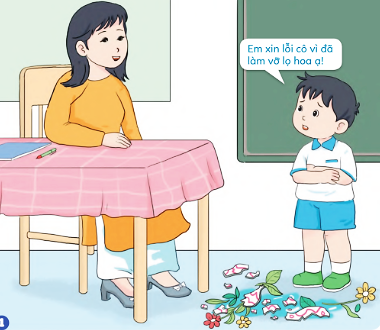 Em xin lỗi cô vì đã
làm vỡ lọ hoa ạ!